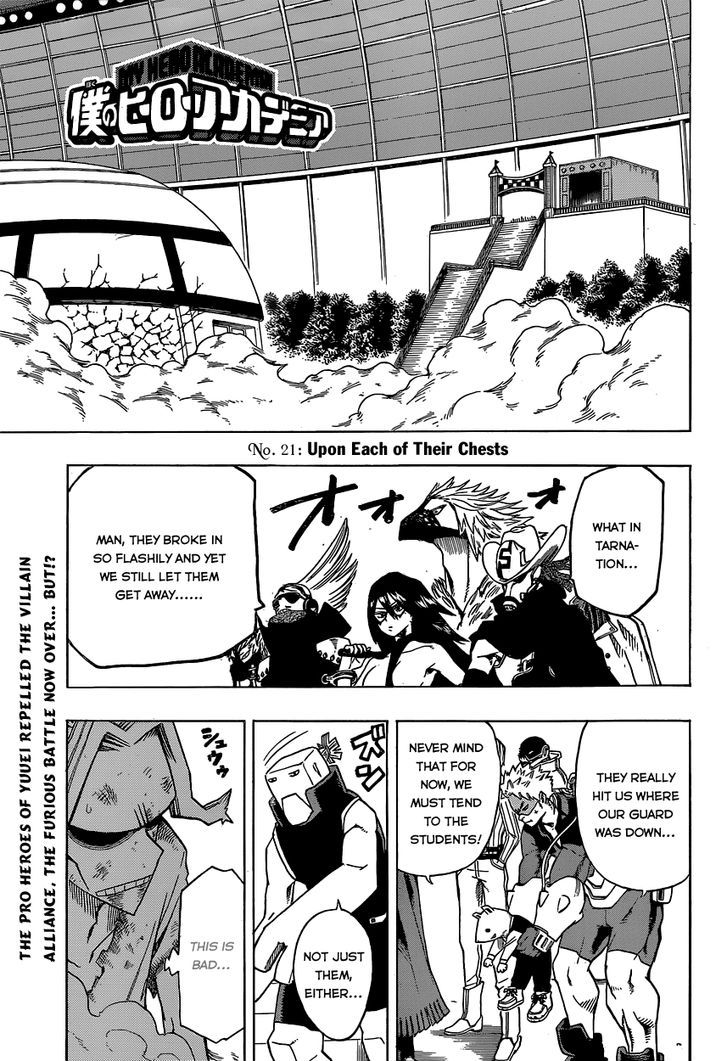 MY HERO ACADEMIA
僕のヒーローアカデミア
No. 21: Upon Each of Their Chests
WHAT IN
TARNA-
TION...
オ
オ
MAN, THEY BROKE IN
SO FLASHILY AND YET
WE STILL LET THEM
GET AWAY......
THE PRO HEROES OF YUUEI REPELLED THE VILLAIN
ALLIANCE, THE FURIOUS BATTLE NOW OVER... BUT!?
THEY REALLY
HIT US WHERE
OUR GUARD
WAS DOWN...
NEVER MIND
THAT FOR
NOW, WE
MUST TEND
TO THE
STUDENTS!
ズン
NOT JUST
THEM,
EITHER...
シュウゥ
THIS IS
BAD...